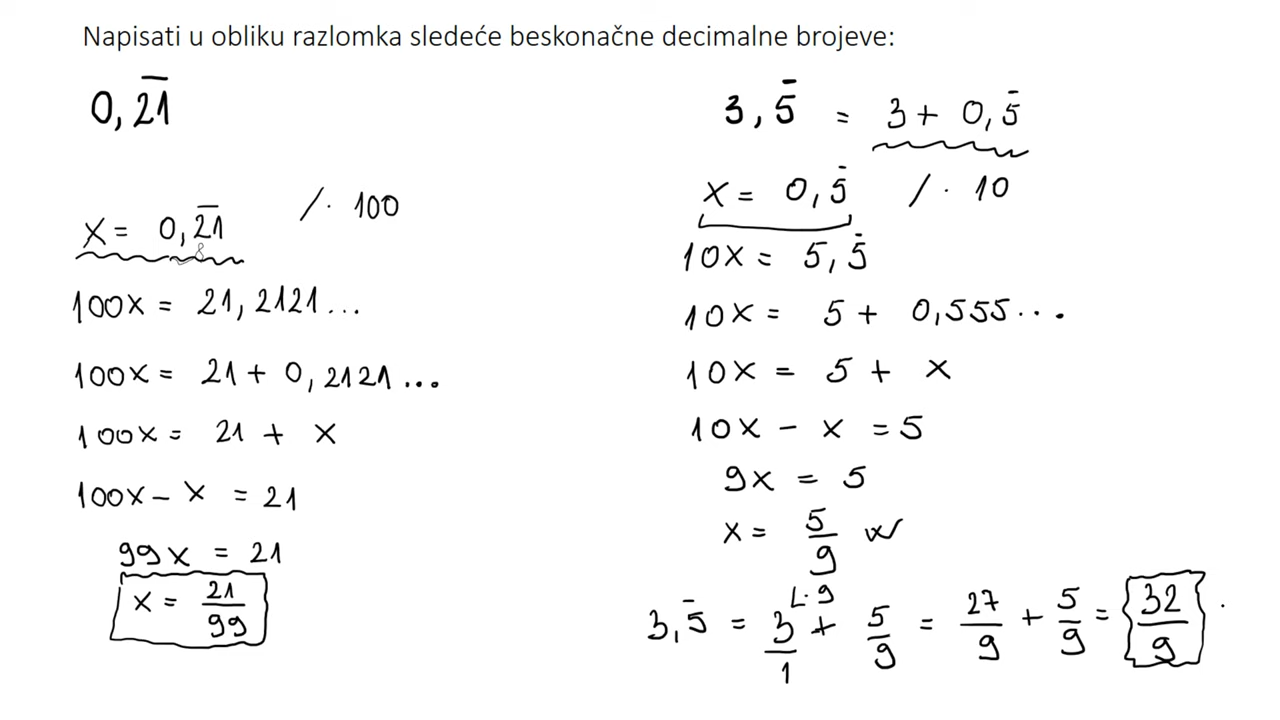 Napisati u obliku razlomka sledeće beskonačne decimalne brojeve:
0,2̅1̅
x = 0,2̅1̅ /· 100
100x = 21,2121...
100x = 21 + 0,2121...
100x = 21 + x
100x - x = 21
99x = 21
x = 21/99
3,5̅ = 3 + 0,5̅
x = 0,5̅ /· 10
10x = 5,5̅
10x = 5 + 0,555...
10x = 5 + x
10x - x = 5
9x = 5
x = 5/9
3,5̅ = 3/1 ∟·9 + 5/9 = 27/9 + 5/9 = 32/9 .